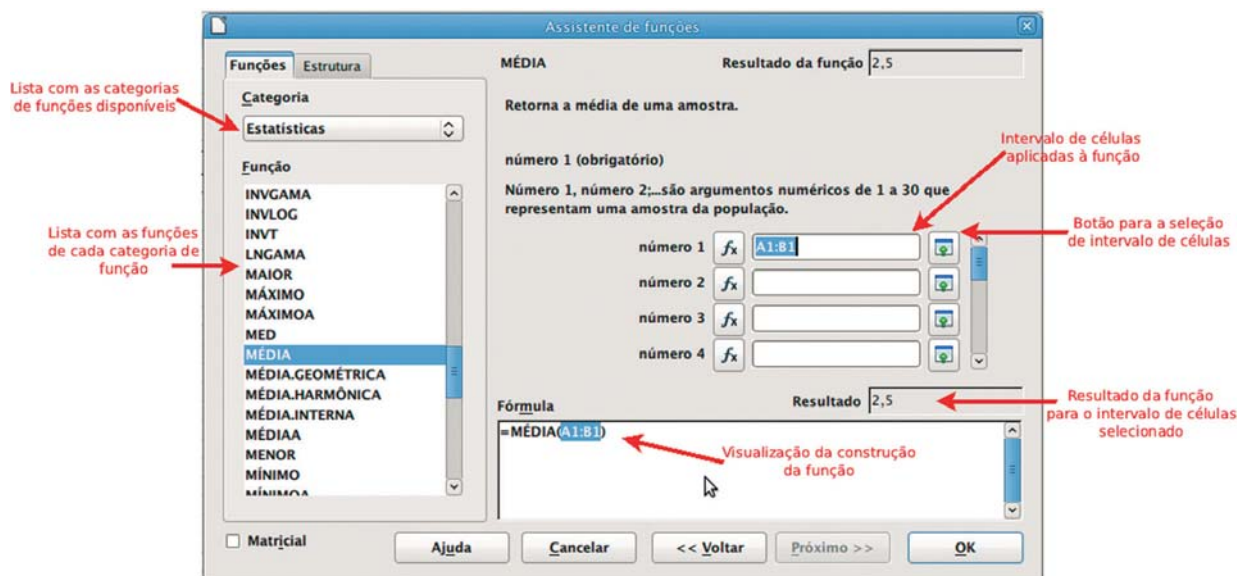 Assistente de funções
Funções
Estrutura
Lista com as categorias
de funções disponíveis
Categoria
Estatísticas
Função
INVGAMA
INVLOG
INVT
LNGAMA
MAIOR
MÁXIMO
MÁXIMOA
MED
MÉDIA
MÉDIA.GEOMÉTRICA
MÉDIA.HARMÔNICA
MÉDIA.INTERNA
MÉDIAA
MENOR
MÍNIMO
MÍNIMOA
Lista com as funções
de cada categoria de
função
MÉDIA
Resultado da função 2,5
Retorna a média de uma amostra.
número 1 (obrigatório)
Número 1, número 2;...são argumentos numéricos de 1 a 30 que
representam uma amostra da população.
Intervalo de células
aplicadas à função
Botão para a seleção
de intervalo de células
número 1 fx A1:B1
número 2 fx
número 3 fx
número 4 fx
Fórmula
Resultado 2,5
Resultado da função
para o intervalo de células
selecionado
=MÉDIA(A1:B1)
Visualização da construção
da função
Matricial
Ajuda
Cancelar
<< Voltar
Próximo >>
OK